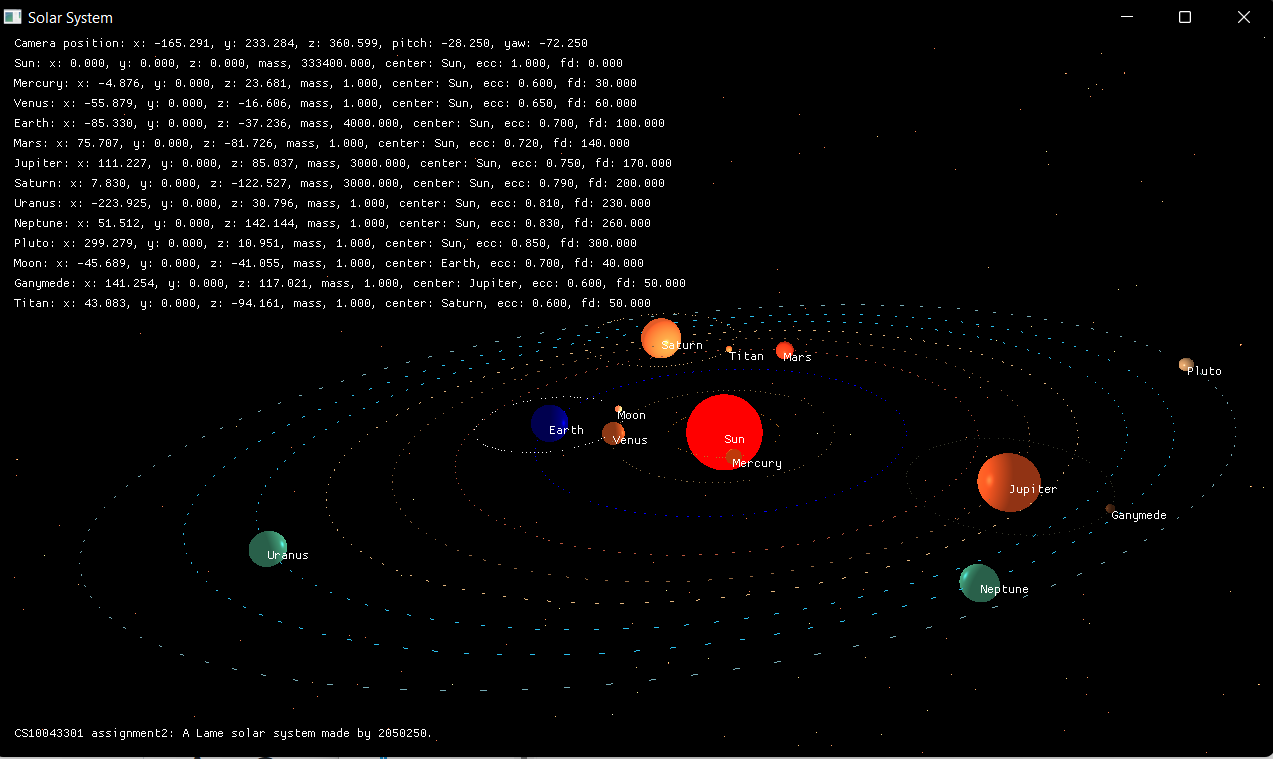 Solar System
Camera position: x: -165.291, y: 233.284, z: 360.599, pitch: -28.250, yaw: -72.250
Sun: x: 0.000, y: 0.000, z: 0.000, mass, 333400.000, center: Sun, ecc: 1.000, fd: 0.000
Mercury: x: -4.876, y: 0.000, z: 23.681, mass, 1.000, center: Sun, ecc: 0.600, fd: 30.000
Venus: x: -55.879, y: 0.000, z: -16.606, mass, 1.000, center: Sun, ecc: 0.650, fd: 60.000
Earth: x: -85.330, y: 0.000, z: -37.236, mass, 4000.000, center: Sun, ecc: 0.700, fd: 100.000
Mars: x: 75.707, y: 0.000, z: -81.726, mass, 1.000, center: Sun, ecc: 0.720, fd: 140.000
Jupiter: x: 111.227, y: 0.000, z: 85.037, mass, 3000.000, center: Sun, ecc: 0.750, fd: 170.000
Saturn: x: 7.830, y: 0.000, z: -122.527, mass, 3000.000, center: Sun, ecc: 0.790, fd: 200.000
Uranus: x: -223.925, y: 0.000, z: 30.796, mass, 1.000, center: Sun, ecc: 0.810, fd: 230.000
Neptune: x: 51.512, y: 0.000, z: 142.144, mass, 1.000, center: Sun, ecc: 0.830, fd: 260.000
Pluto: x: 299.279, y: 0.000, z: 10.951, mass, 1.000, center: Sun, ecc: 0.850, fd: 300.000
Moon: x: -45.689, y: 0.000, z: -41.055, mass, 1.000, center: Earth, ecc: 0.700, fd: 40.000
Ganymede: x: 141.254, y: 0.000, z: 117.021, mass, 1.000, center: Jupiter, ecc: 0.600, fd: 50.000
Titan: x: 43.083, y: 0.000, z: -94.161, mass, 1.000, center: Saturn, ecc: 0.600, fd: 50.000
Saturn
Titan
Mars
Pluto
Moon
Earth
Venus
Sun
Mercury
Jupiter
Ganymede
Uranus
Neptune
CS10043301 assignment2: A Lame solar system made by 2050250.